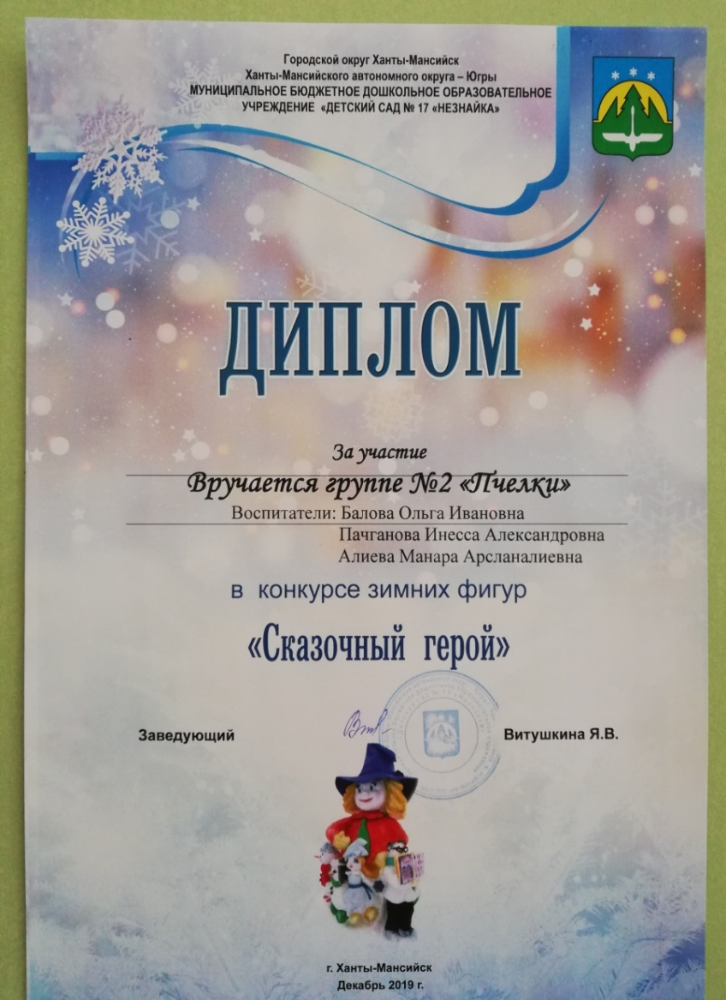 Городской округ Ханты-Мансийск
Ханты-Мансийского автономного округа – Югры
МУНИЦИПАЛЬНОЕ БЮДЖЕТНОЕ ДОШКОЛЬНОЕ ОБРАЗОВАТЕЛЬНОЕ
УЧРЕЖДЕНИЕ «ДЕТСКИЙ САД № 17 «НЕЗНАЙКА»
ДИПЛОМ
За участие
Вручается группе №2 «Пчелки»
Воспитатели: Балова Ольга Ивановна
Пачганова Инесса Александровна
Алиева Манара Арсланалиевна
в конкурсе зимних фигур
«Сказочный герой»
Заведующий Витушкина Я.В.
г. Ханты-Мансийск
Декабрь 2019 г.